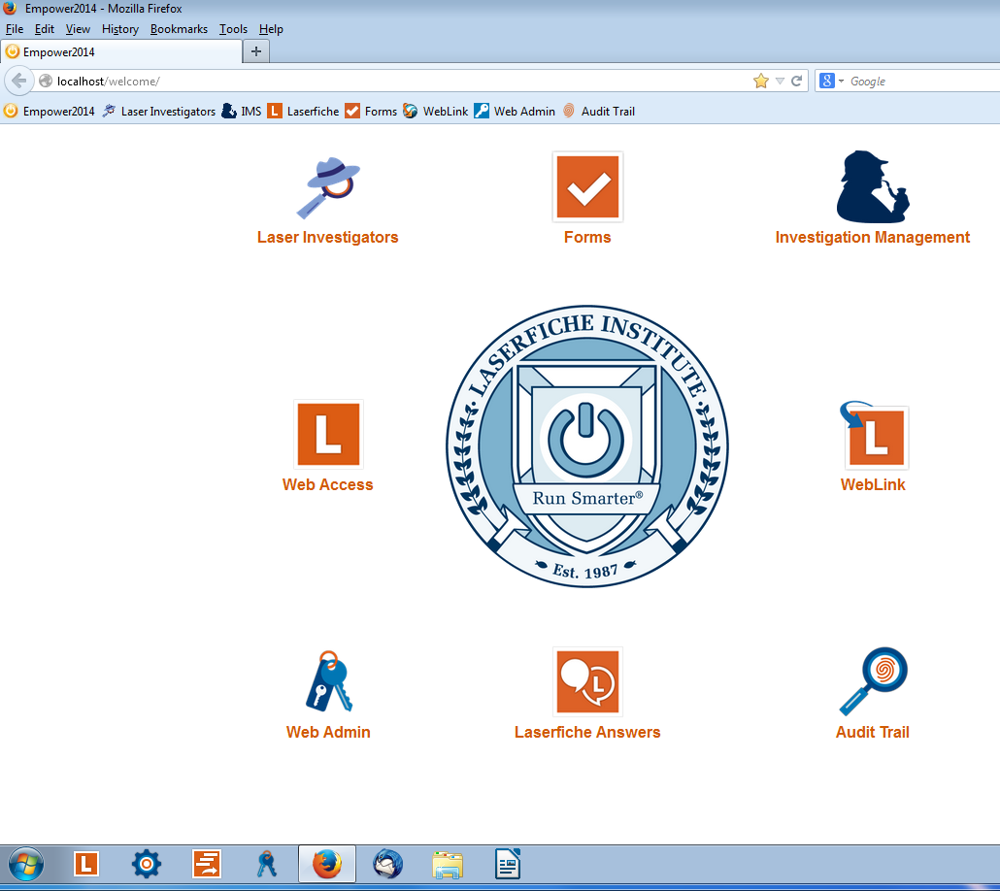 Empower2014 - Mozilla Firefox
File Edit View History Bookmarks Tools Help
Empower2014 +
localhost/welcome/ 8 Google
Empower2014 Laser Investigators IMS L Laserfiche Forms WebLink Web Admin Audit Trail
Laser Investigators Forms Investigation Management
LASERFICHE INSTITUTE
L
L
Run Smarter®
Web Access WebLink
Est. 1987
L
Web Admin Laserfiche Answers Audit Trail
L